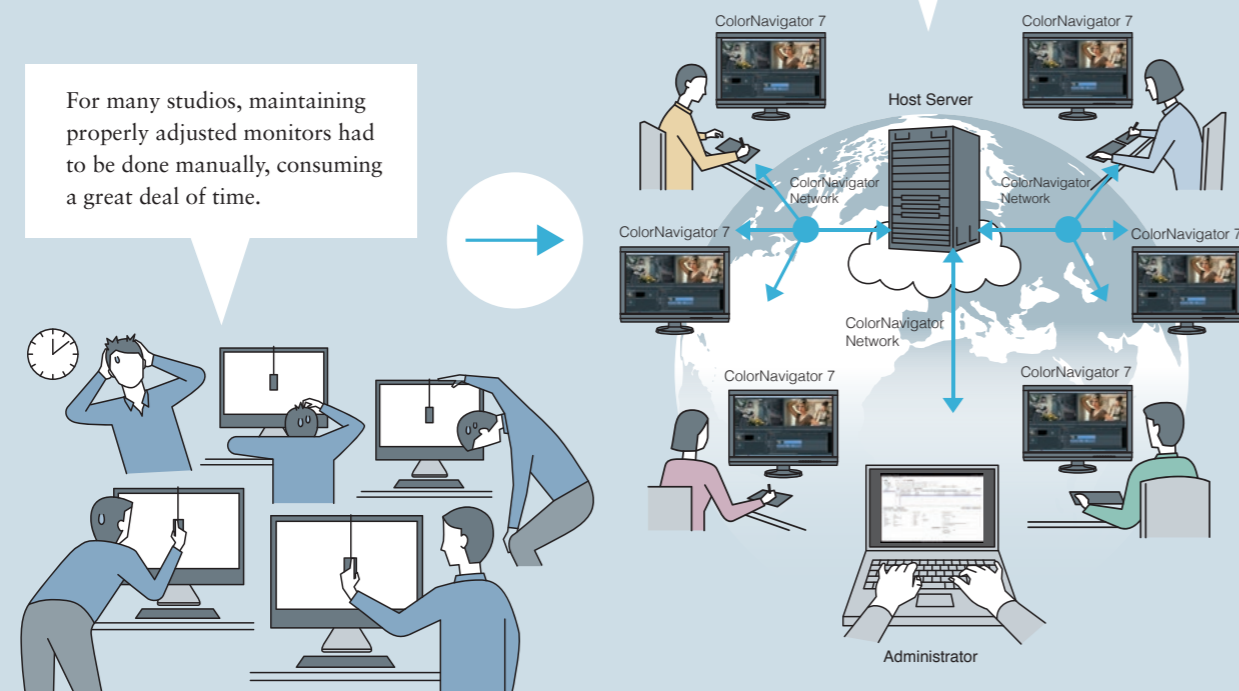 For many studios, maintaining
properly adjusted monitors had
to be done manually, consuming
a great deal of time.
ColorNavigator 7
ColorNavigator 7
Host Server
ColorNavigator
Network
ColorNavigator
Network
ColorNavigator 7
ColorNavigator 7
ColorNavigator
Network
ColorNavigator 7
ColorNavigator 7
Administrator